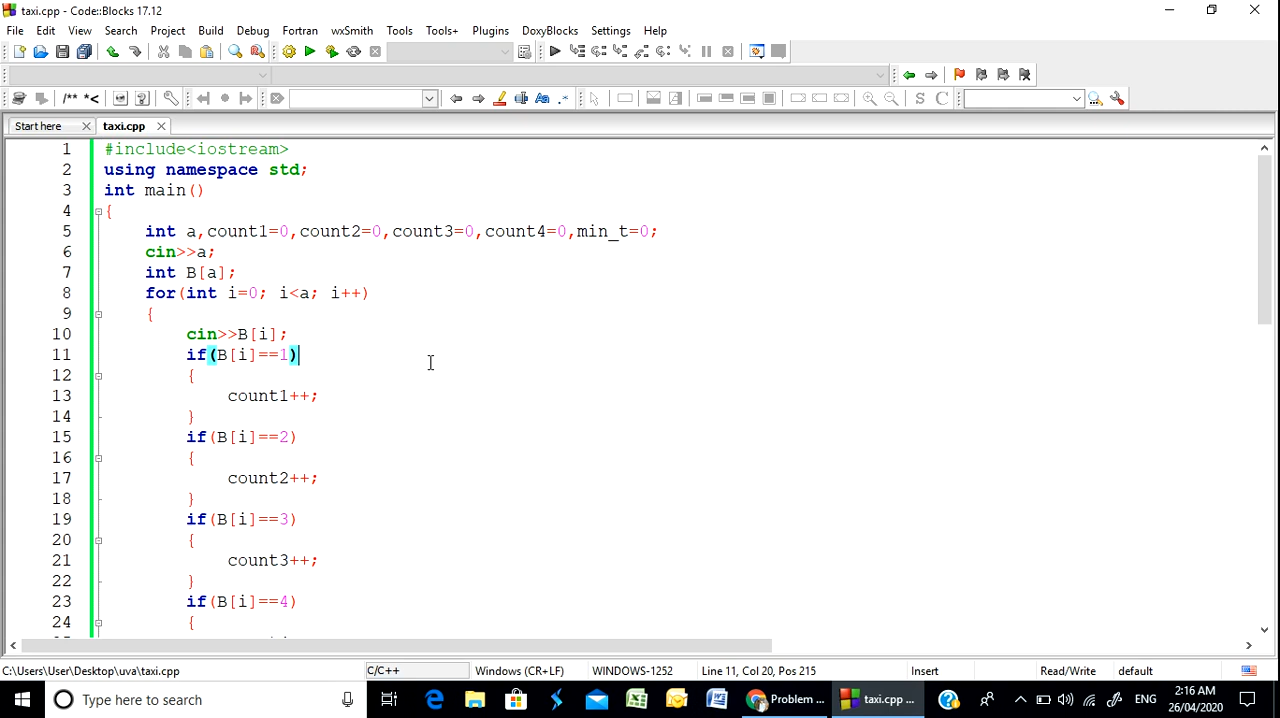 taxi.cpp - Code::Blocks 17.12
File Edit View Search Project Build Debug Fortran wxSmith Tools Tools+ Plugins DoxyBlocks Settings Help
/** *<
S C
Start here taxi.cpp
1 #include<iostream>
2 using namespace std;
3 int main()
4 {
5 int a,count1=0,count2=0,count3=0,count4=0,min_t=0;
6 cin>>a;
7 int B[a];
8 for(int i=0; i<a; i++)
9 {
10 cin>>B[i];
11 if(B[i]==1)
12 {
13 count1++;
14 }
15 if(B[i]==2)
16 {
17 count2++;
18 }
19 if(B[i]==3)
20 {
21 count3++;
22 }
23 if(B[i]==4)
24 {
C:\Users\User\Desktop\uva\taxi.cpp C/C++ Windows (CR+LF) WINDOWS-1252 Line 11, Col 20, Pos 215 Insert Read/Write default
Type here to search Problem ... taxi.cpp ... ENG 2:16 AM
26/04/2020